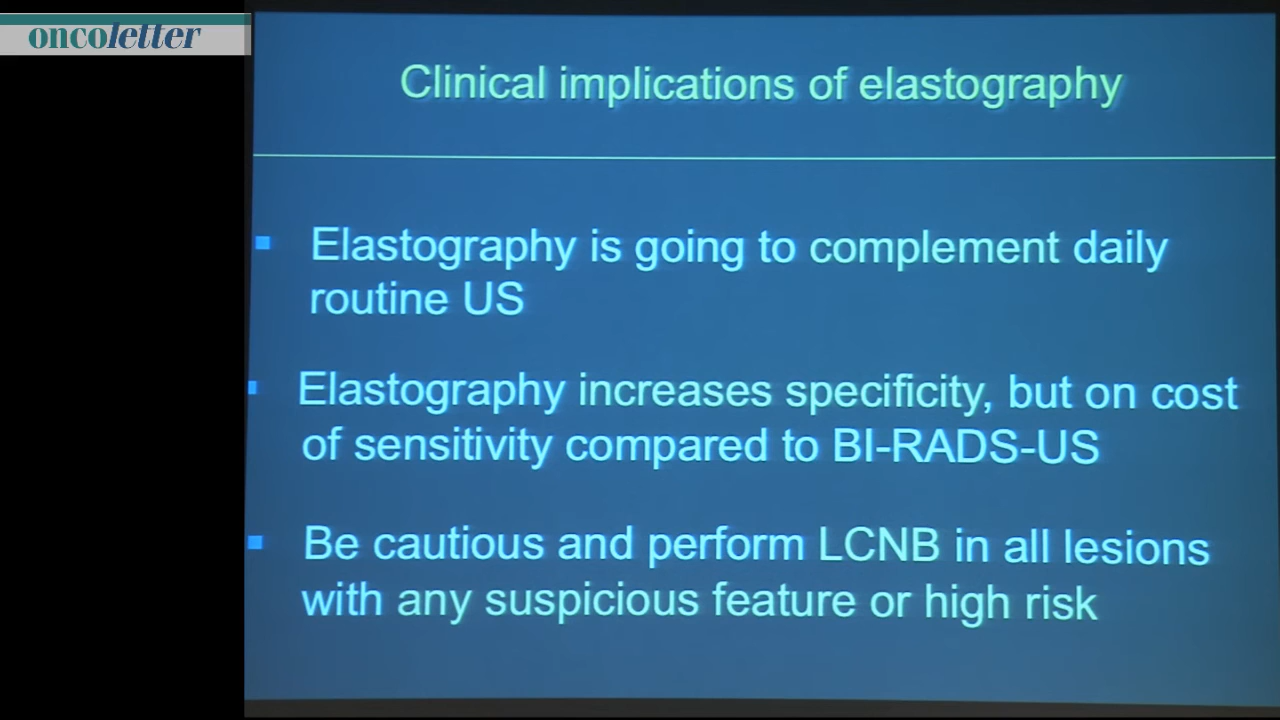 oncoletter
Clinical implications of elastography
Elastography is going to complement daily
routine US
Elastography increases specificity, but on cost
of sensitivity compared to BI-RADS-US
Be cautious and perform LCNB in all lesions
with any suspicious feature or high risk